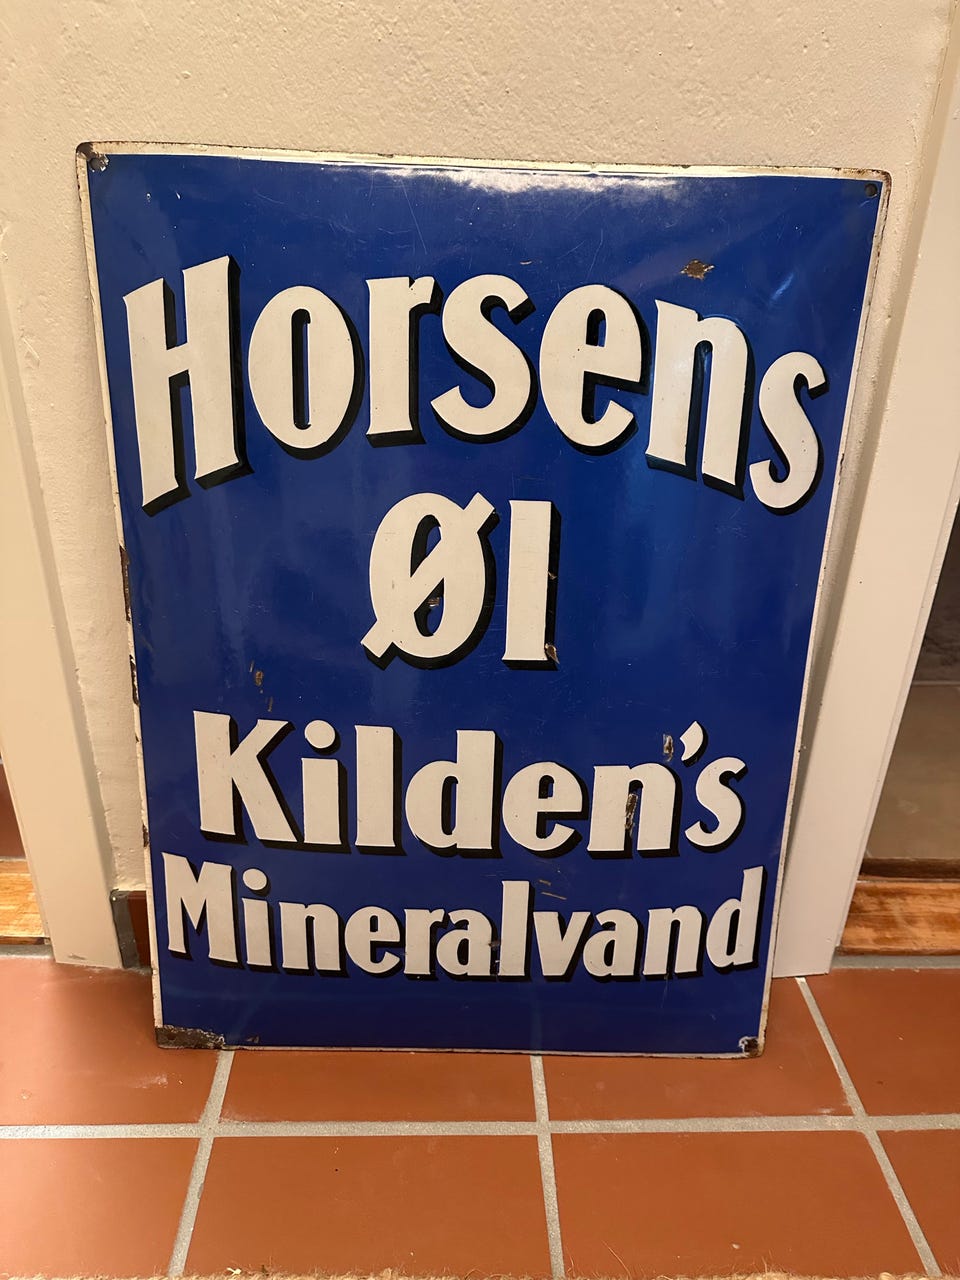 Horsens
Øl
Kilden's
Mineralvand